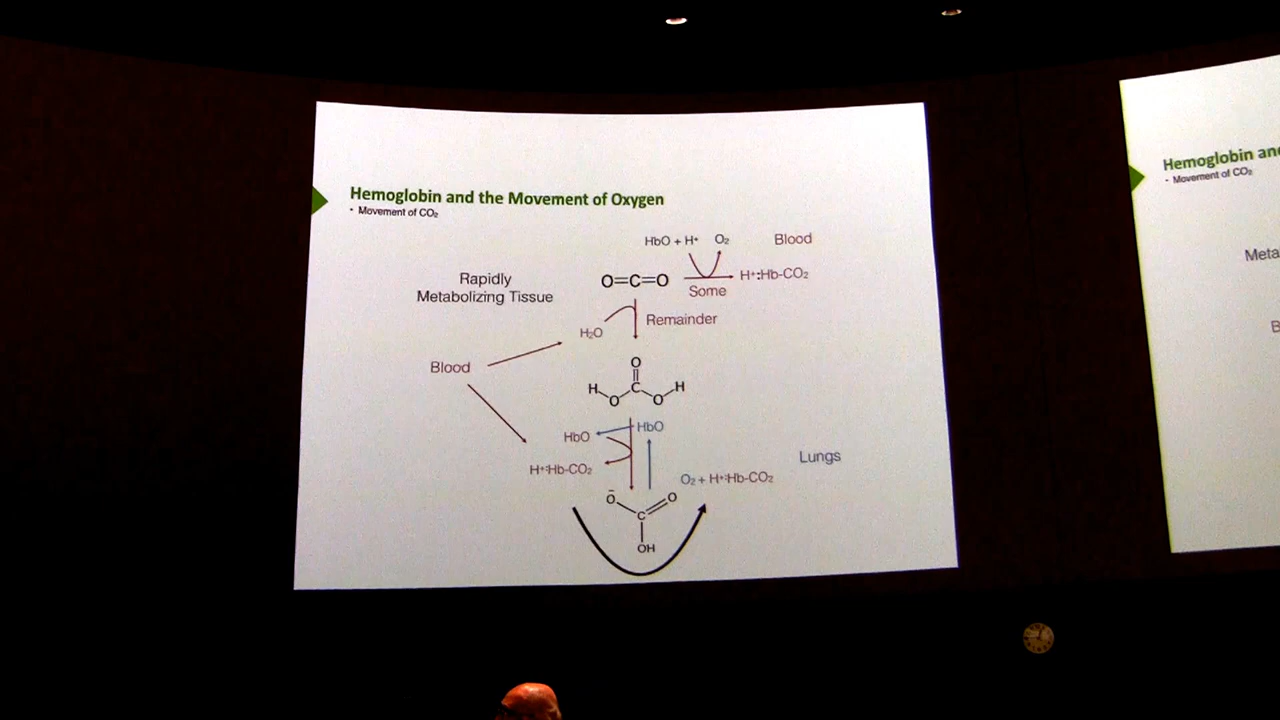 Hemoglobin and the Movement of Oxygen
• Movement of CO₂
HbO + H⁺ O₂ Blood
Rapidly
Metabolizing Tissue
O=C=O
H⁺:Hb-CO₂
Some
H₂O
Remainder
Blood
O
H C H
O O
HbO
HbO
H⁺:Hb-CO₂
Lungs
O₂ + H⁺:Hb-CO₂
O⁻ O
C
OH
Hemoglobin an
• Movement of CO₂
Meta
B